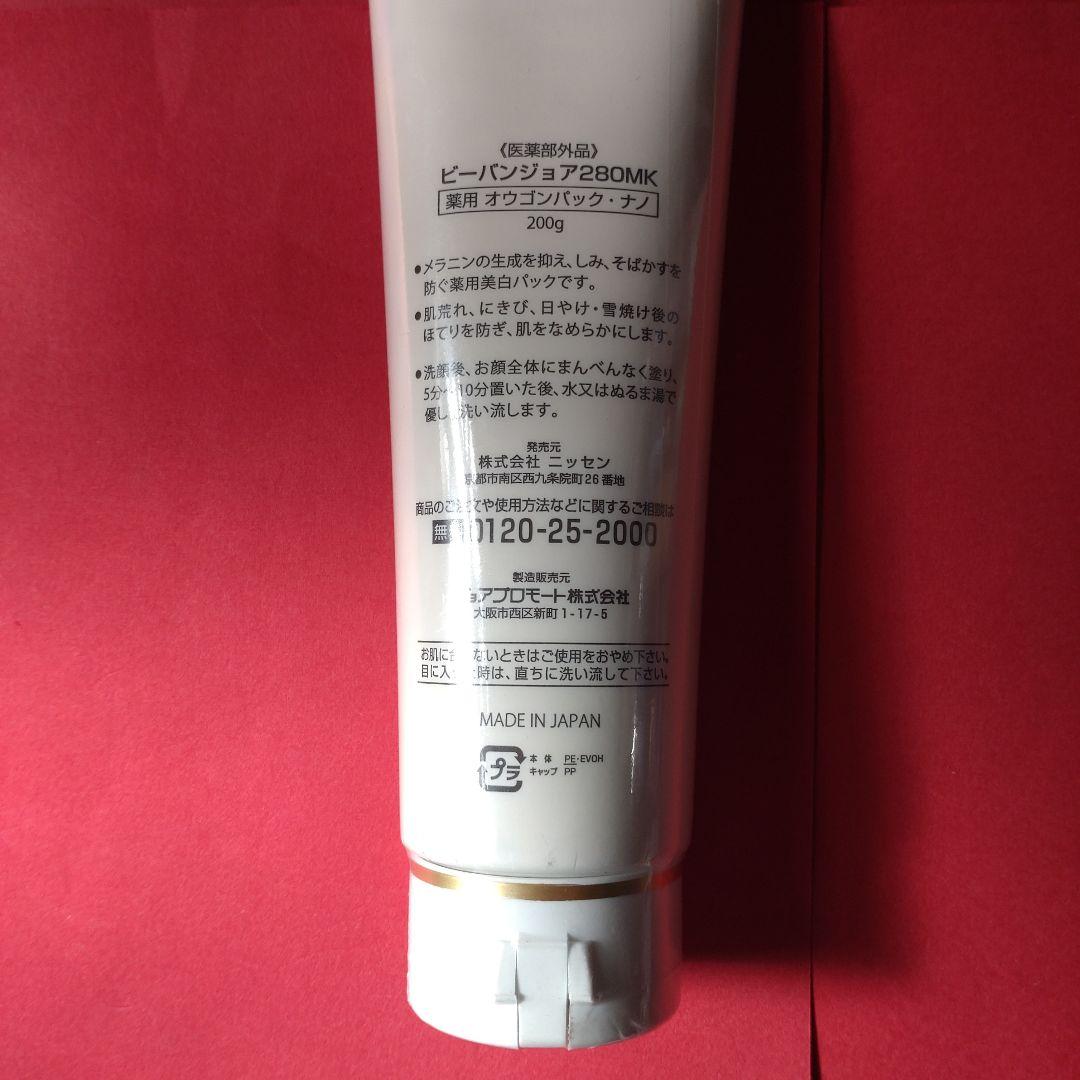 《医薬部外品》
ビーバンジョア280MK
薬用 オウゴンパック・ナノ
200g
●メラニンの生成を抑え、しみ、そばかすを
防ぐ薬用美白パックです。
●肌荒れ、にきび、日やけ・雪焼け後の
ほてりを防ぎ、肌をなめらかにします。
●洗顔後、お顔全体にまんべんなく塗り、
5分〜10分置いた後、水又はぬるま湯で
優し 洗い流します。
発売元
株式会社 ニッセン
京都市南区西九条院町26番地
商品のご注文や使用方法などに関するご相談は
無 0120-25-2000
製造販売元
ジョアプロモート株式会社
大阪市西区新町1-17-5
お肌に合わないときはご使用をおやめ下さい。
目に入った時は、直ちに洗い流して下さい。
MADE IN JAPAN
プラ
本体 PE・EVOH
キャップ PP